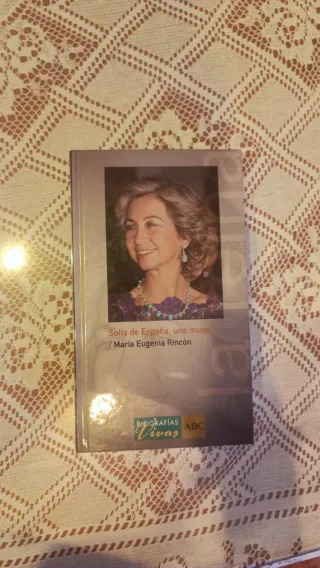 Sofía de España, una mujer
/ María Eugenia Rincón
BIOGRAFÍAS
Vivas
ABC